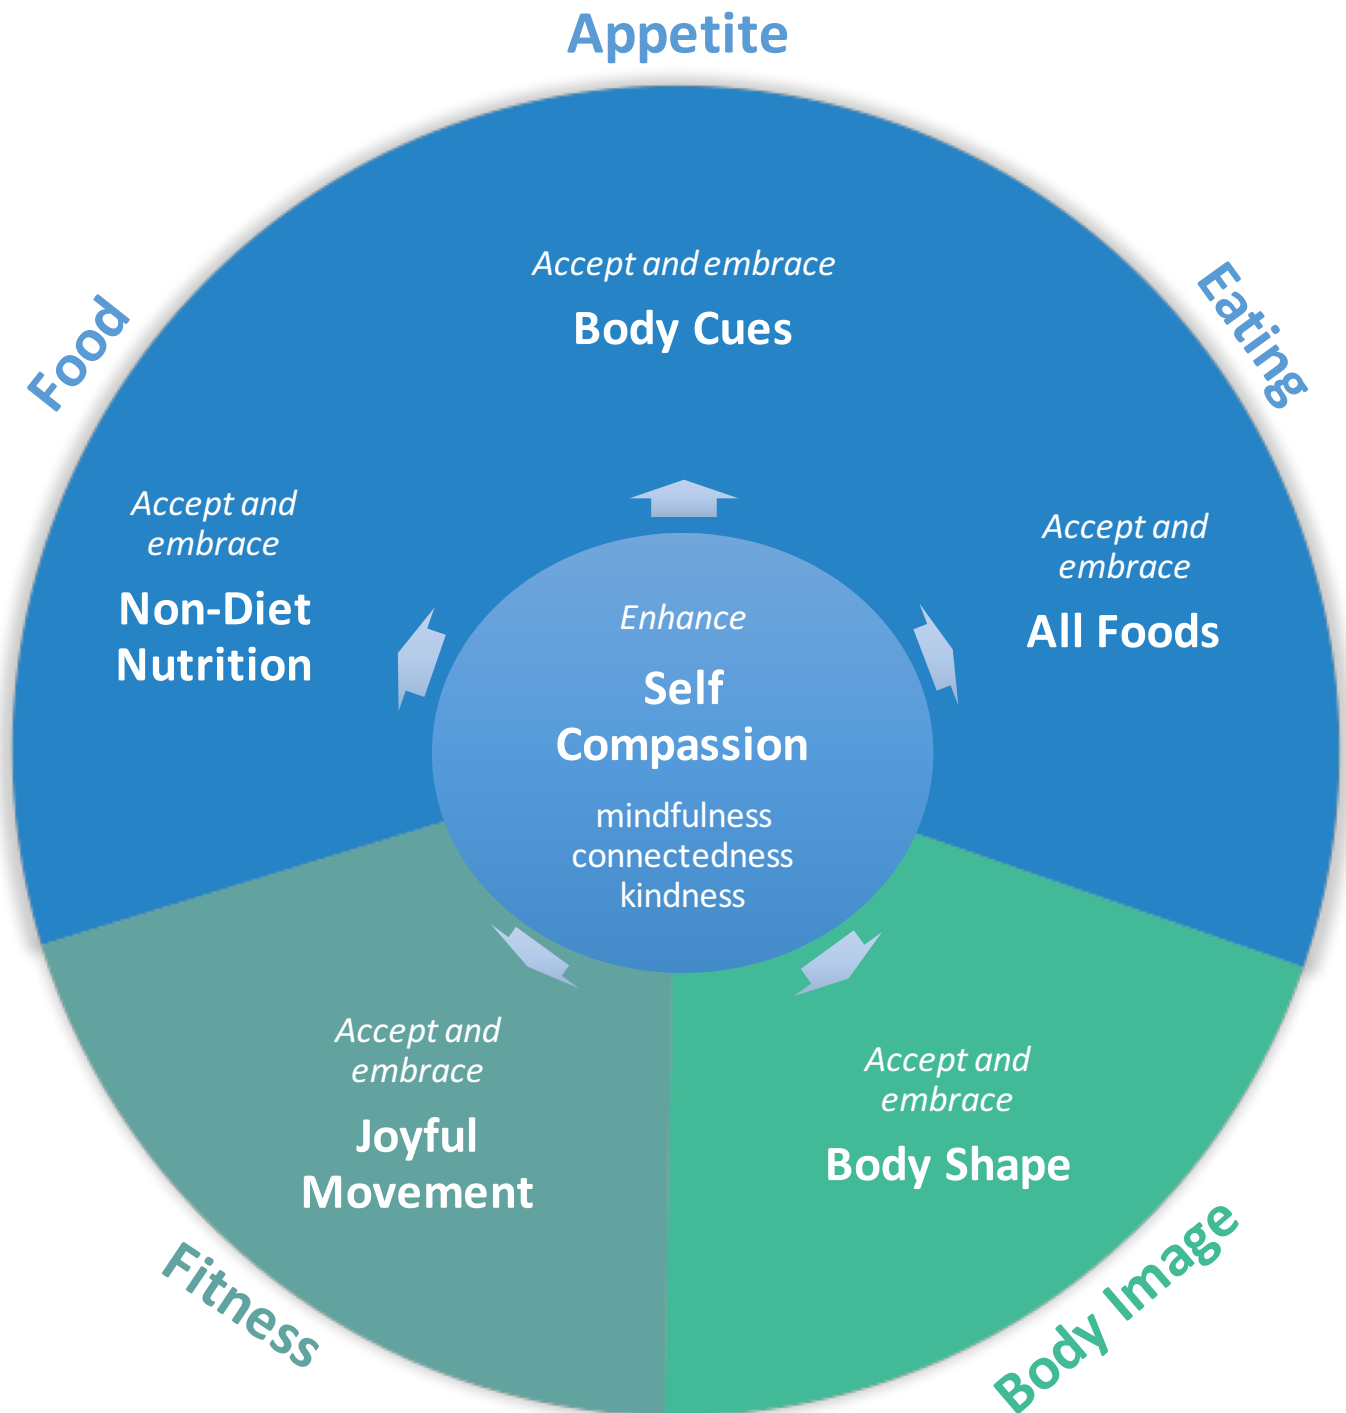 Appetite
Food
Eating
Accept and embrace
Body Cues
Accept and
embrace
Non-Diet
Nutrition
Accept and
embrace
All Foods
Enhance
Self
Compassion
mindfulness
connectedness
kindness
Accept and
embrace
Joyful
Movement
Accept and
embrace
Body Shape
Fitness
Body Image